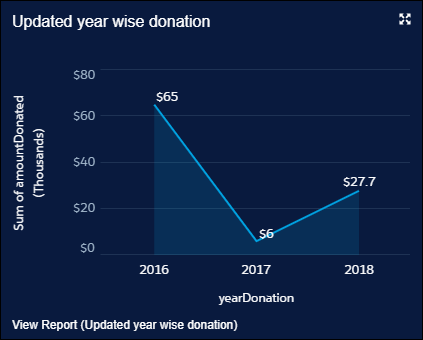 Updated year wise donation
Sum of amountDonated
(Thousands)
$80
$60
$40
$20
$0
$65
$6
$27.7
2016
2017
2018
yearDonation
View Report (Updated year wise donation)